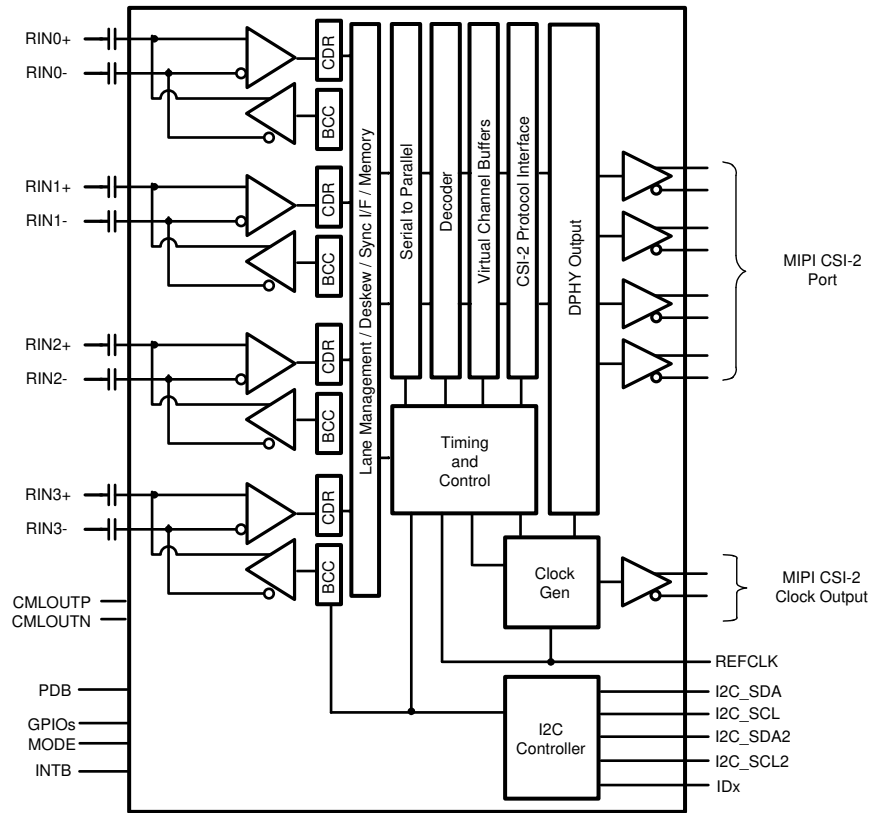 RIN0+
RIN0-
CDR
BCC
RIN1+
RIN1-
CDR
BCC
RIN2+
RIN2-
CDR
BCC
RIN3+
RIN3-
CDR
BCC
Lane Management / Deskew / Sync I/F / Memory
Serial to Parallel
Decoder
Virtual Channel Buffers
CSI-2 Protocol Interface
DPHY Output
MIPI CSI-2
Port
Timing
and
Control
Clock
Gen
MIPI CSI-2
Clock Output
CMLOUTP
CMLOUTN
REFCLK
PDB
GPIOs
MODE
INTB
I2C
Controller
I2C_SDA
I2C_SCL
I2C_SDA2
I2C_SCL2
IDx